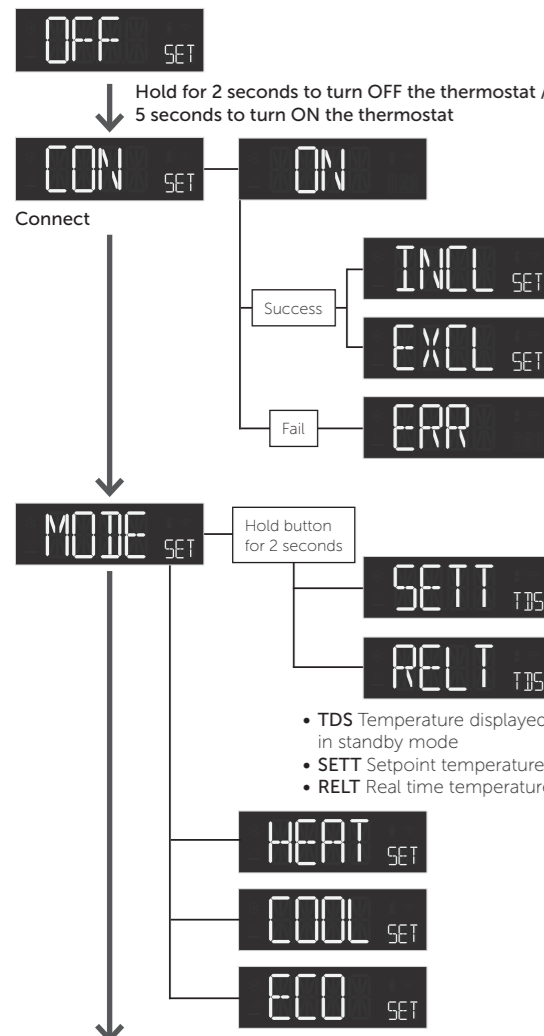 OFF SET
Hold for 2 seconds to turn OFF the thermostat /
5 seconds to turn ON the thermostat
CON SET
ON
Connect
Success
INCL SET
EXCL SET
Fail
ERR
MODE SET
Hold button
for 2 seconds
SETT TDS
RELT TDS
• TDS Temperature displayed
in standby mode
• SETT Setpoint temperature
• RELT Real time temperature
HEAT SET
COOL SET
ECO SET